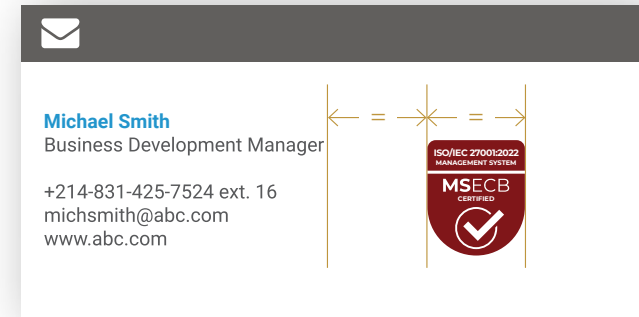 Michael Smith
Business Development Manager
+214-831-425-7524 ext. 16
michsmith@abc.com
www.abc.com
= =
ISO/IEC 27001:2022
MANAGEMENT SYSTEM
MSECB
CERTIFIED